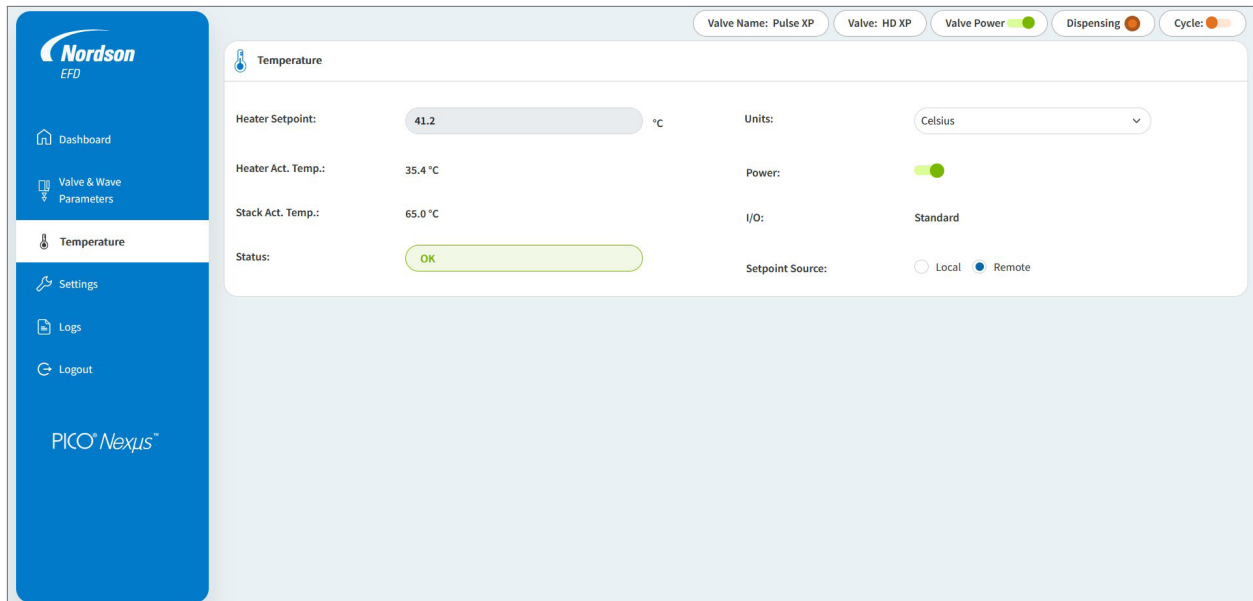 Nordson
EFD
Dashboard
Valve & Wave
Parameters
Temperature
Settings
Logs
Logout
PICO® Nexμs™
Valve Name: Pulse XP
Valve: HD XP
Valve Power
Dispensing
Cycle:
Temperature
Heater Setpoint:
41.2
°C
Units:
Celsius
Heater Act. Temp.:
35.4 °C
Power:
Stack Act. Temp.:
65.0 °C
I/O:
Standard
Status:
OK
Setpoint Source:
Local
Remote